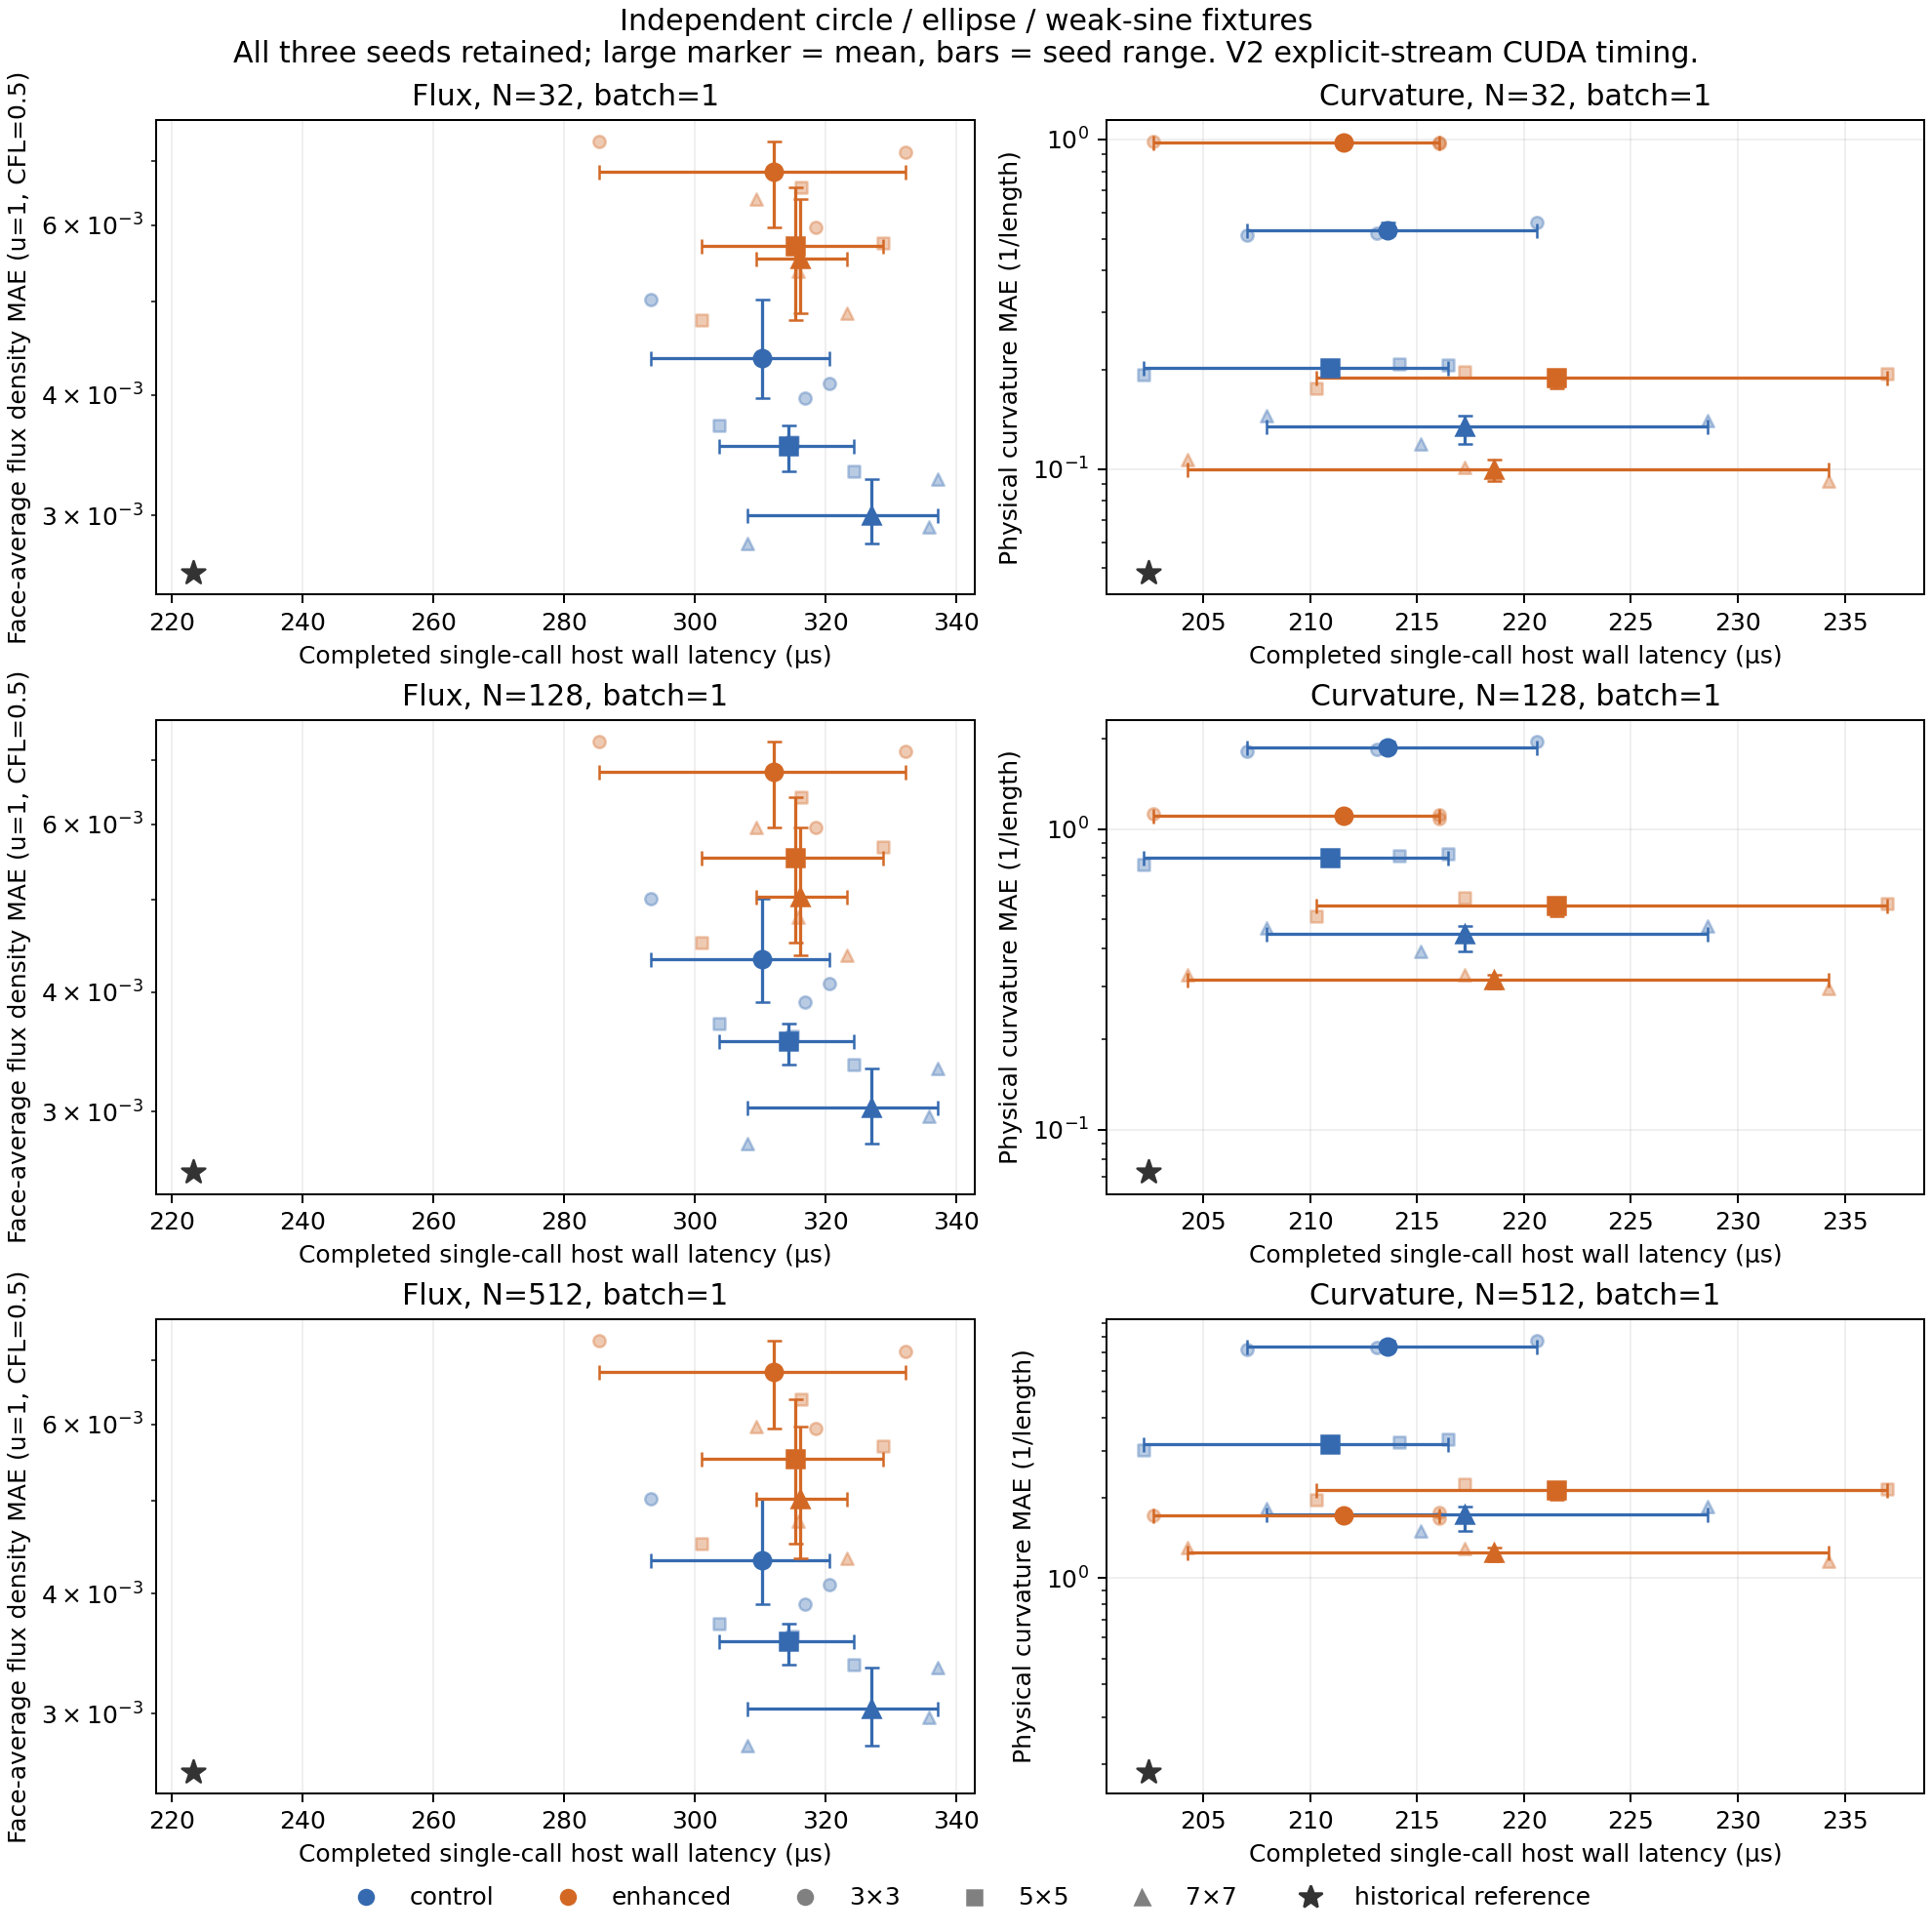 Independent circle / ellipse / weak-sine fixtures
All three seeds retained; large marker = mean, bars = seed range. V2 explicit-stream CUDA timing.
Flux, N=32, batch=1
Face-average flux density MAE (u=1, CFL=0.5)
6 × 10⁻³
4 × 10⁻³
3 × 10⁻³
220 240 260 280 300 320 340
Completed single-call host wall latency (µs)
Curvature, N=32, batch=1
Physical curvature MAE (1/length)
10⁰
10⁻¹
205 210 215 220 225 230 235
Completed single-call host wall latency (µs)
Flux, N=128, batch=1
Face-average flux density MAE (u=1, CFL=0.5)
6 × 10⁻³
4 × 10⁻³
3 × 10⁻³
220 240 260 280 300 320 340
Completed single-call host wall latency (µs)
Curvature, N=128, batch=1
Physical curvature MAE (1/length)
10⁰
10⁻¹
205 210 215 220 225 230 235
Completed single-call host wall latency (µs)
Flux, N=512, batch=1
Face-average flux density MAE (u=1, CFL=0.5)
6 × 10⁻³
4 × 10⁻³
3 × 10⁻³
220 240 260 280 300 320 340
Completed single-call host wall latency (µs)
Curvature, N=512, batch=1
Physical curvature MAE (1/length)
10⁰
205 210 215 220 225 230 235
Completed single-call host wall latency (µs)
control enhanced 3×3 5×5 7×7 historical reference